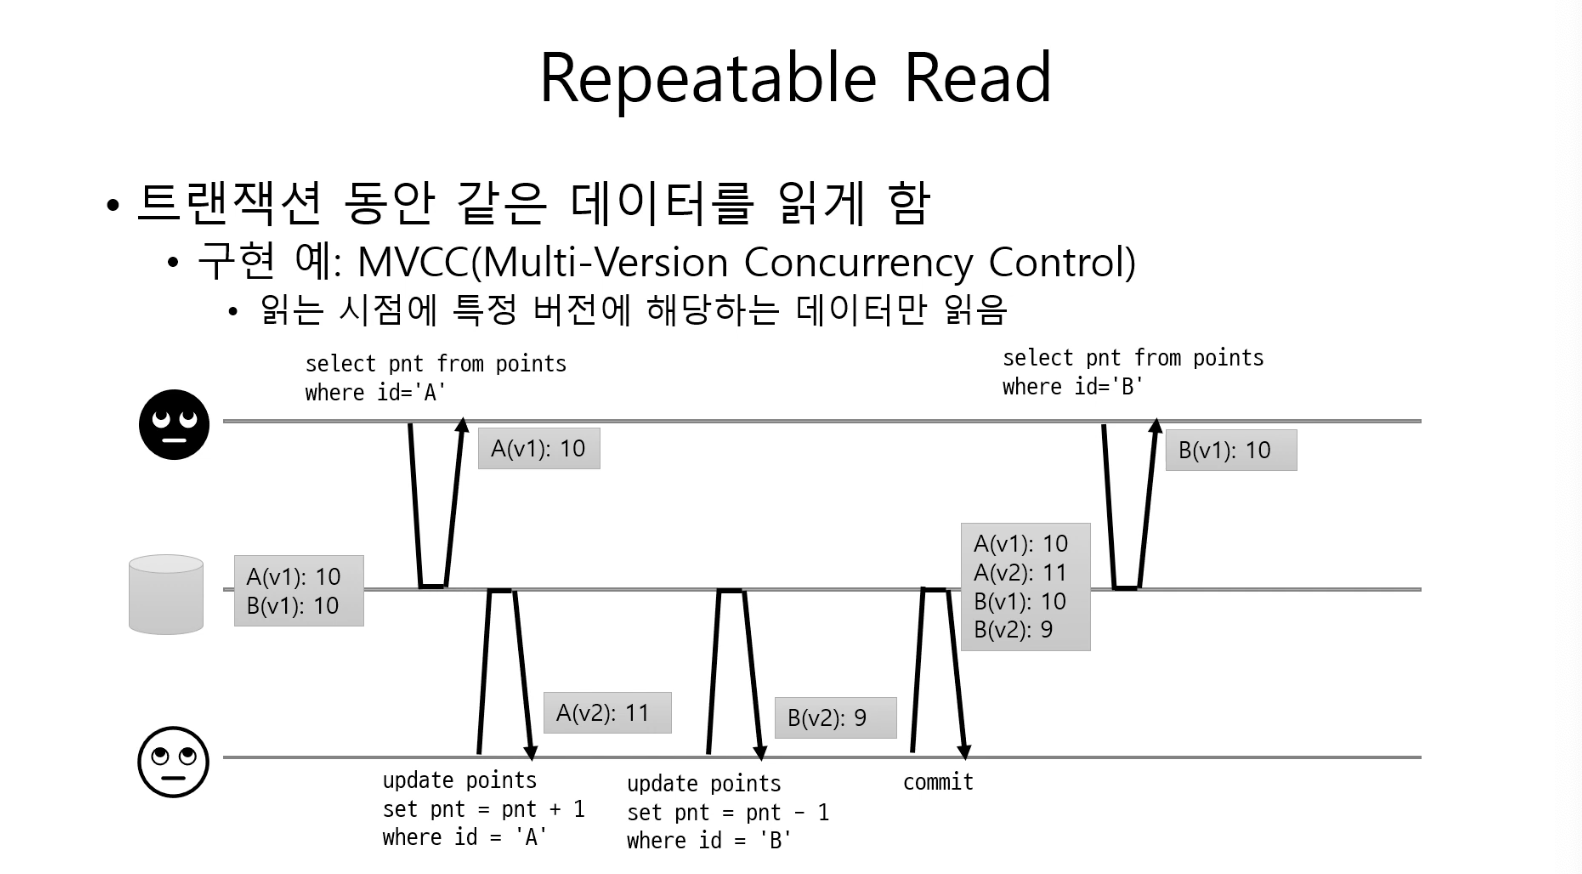 Repeatable Read
• 트랜잭션 동안 같은 데이터를 읽게 함
• 구현 예: MVCC(Multi-Version Concurrency Control)
• 읽는 시점에 특정 버전에 해당하는 데이터만 읽음
select pnt from points
where id='A'
select pnt from points
where id='B'
A(v1): 10
B(v1): 10
A(v1): 10
B(v1): 10
A(v1): 10
A(v2): 11
B(v1): 10
B(v2): 9
A(v2): 11
B(v2): 9
update points
set pnt = pnt + 1
where id = 'A'
update points
set pnt = pnt - 1
where id = 'B'
commit